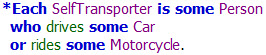 *Each SelfTransporter is some Person
who drives some Car
or rides some Motorcycle.